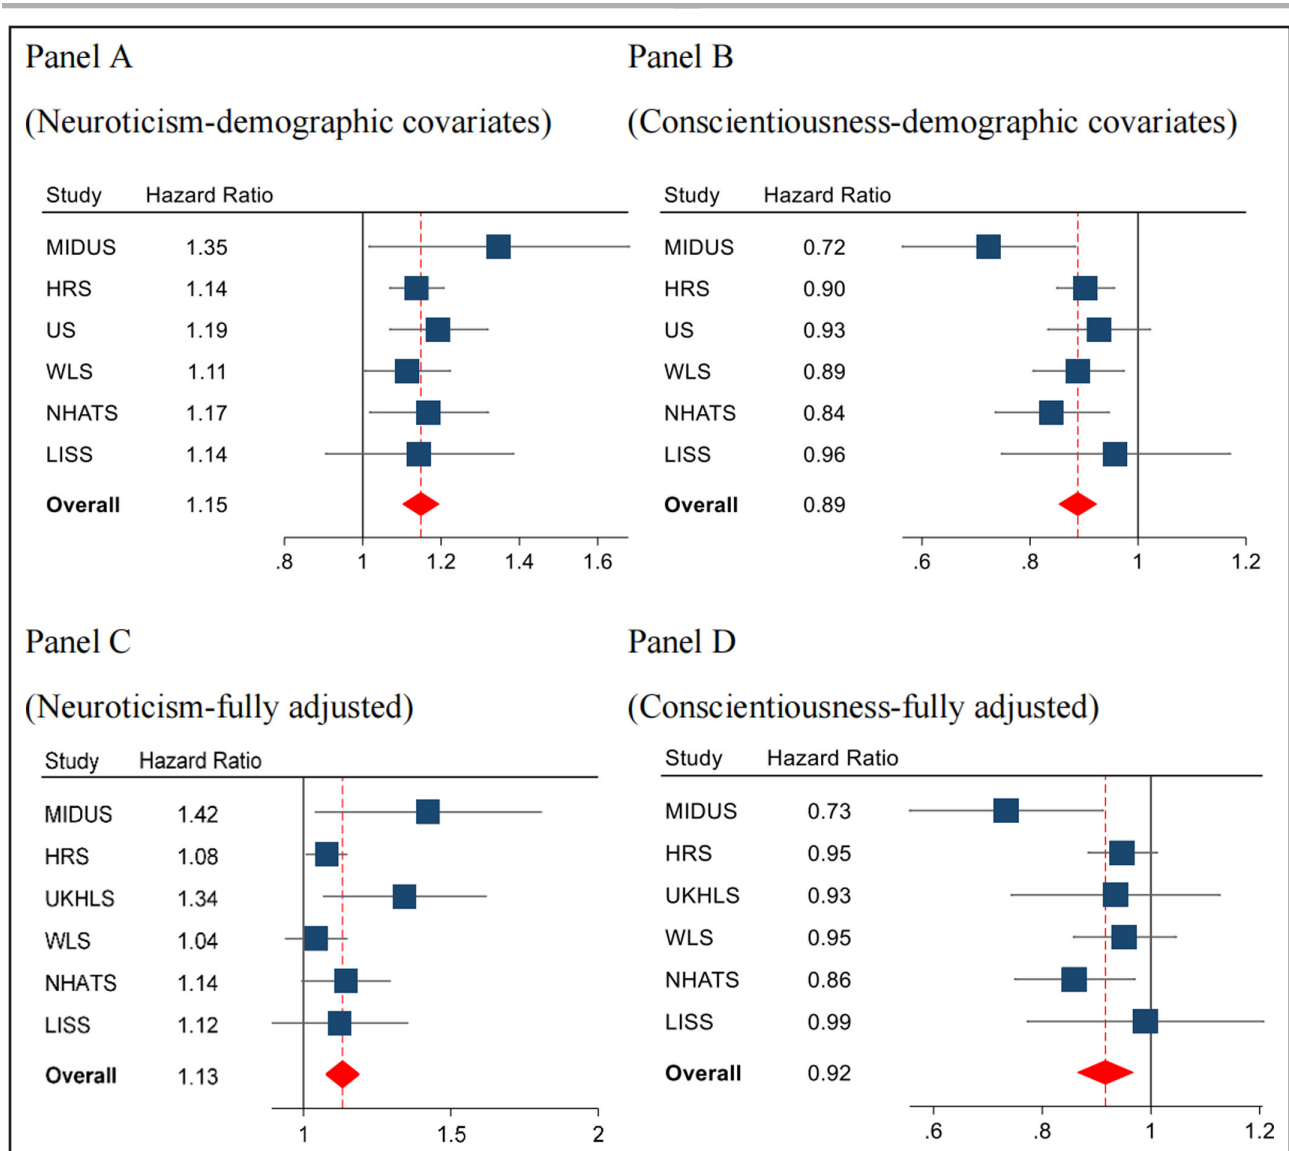 Panel A
(Neuroticism-demographic covariates)
Study Hazard Ratio
MIDUS 1.35
HRS 1.14
US 1.19
WLS 1.11
NHATS 1.17
LISS 1.14
Overall 1.15
.8 1 1.2 1.4 1.6
Panel B
(Conscientiousness-demographic covariates)
Study Hazard Ratio
MIDUS 0.72
HRS 0.90
US 0.93
WLS 0.89
NHATS 0.84
LISS 0.96
Overall 0.89
.6 .8 1 1.2
Panel C
(Neuroticism-fully adjusted)
Study Hazard Ratio
MIDUS 1.42
HRS 1.08
UKHLS 1.34
WLS 1.04
NHATS 1.14
LISS 1.12
Overall 1.13
1 1.5 2
Panel D
(Conscientiousness-fully adjusted)
Study Hazard Ratio
MIDUS 0.73
HRS 0.95
UKHLS 0.93
WLS 0.95
NHATS 0.86
LISS 0.99
Overall 0.92
.6 .8 1 1.2